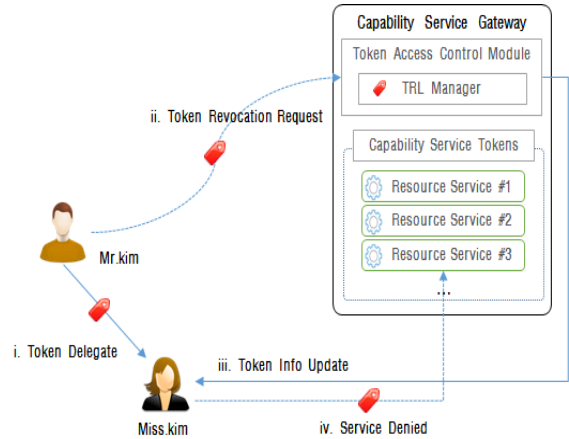 Capability Service Gateway
Token Access Control Module
TRL Manager
ii. Token Revocation Request
Capability Service Tokens
Resource Service #1
Resource Service #2
Resource Service #3
...
Mr.kim
i. Token Delegate
iii. Token Info Update
Miss.kim
iv. Service Denied